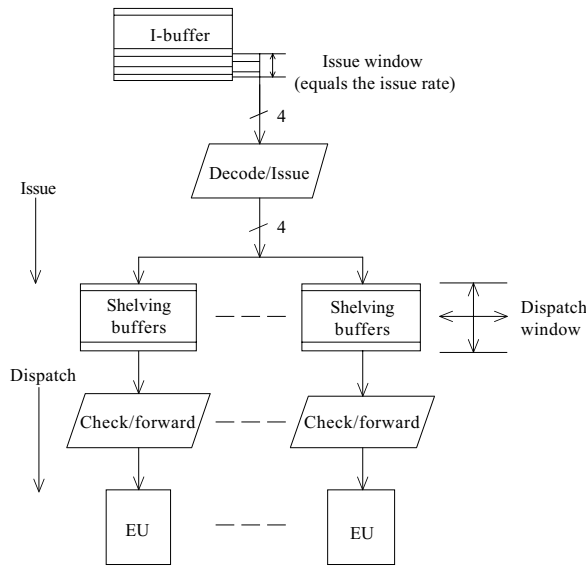 I-buffer
Issue window
(equals the issue rate)
4
Decode/Issue
Issue
4
Shelving
buffers
Shelving
buffers
Dispatch
window
Dispatch
Check/forward
Check/forward
EU
EU